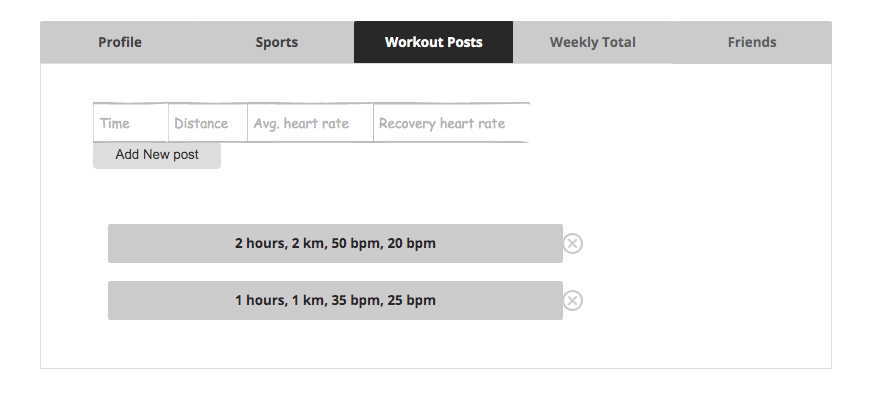 Profile Sports Workout Posts Weekly Total Friends
Time Distance Avg. heart rate Recovery heart rate
Add New post
2 hours, 2 km, 50 bpm, 20 bpm
1 hours, 1 km, 35 bpm, 25 bpm